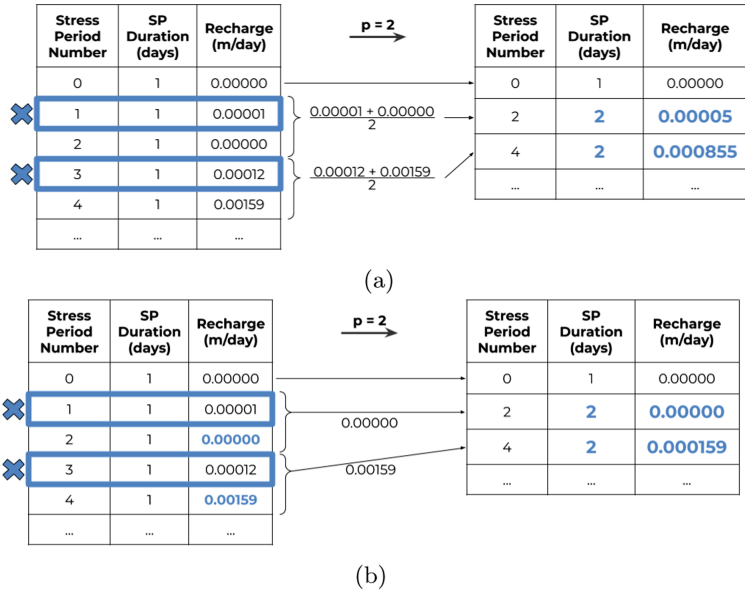 Stress Period Number | SP Duration (days) | Recharge (m/day)
0 | 1 | 0.00000
1 | 1 | 0.00001
2 | 1 | 0.00000
3 | 1 | 0.00012
4 | 1 | 0.00159
... | ... | ...
p = 2
0.00001 + 0.00000
2
0.00012 + 0.00159
2
Stress Period Number | SP Duration (days) | Recharge (m/day)
0 | 1 | 0.00000
2 | 2 | 0.00005
4 | 2 | 0.000855
... | ... | ...
(a)
Stress Period Number | SP Duration (days) | Recharge (m/day)
0 | 1 | 0.00000
1 | 1 | 0.00001
2 | 1 | 0.00000
3 | 1 | 0.00012
4 | 1 | 0.00159
... | ... | ...
p = 2
0.00000
0.00159
Stress Period Number | SP Duration (days) | Recharge (m/day)
0 | 1 | 0.00000
2 | 2 | 0.00000
4 | 2 | 0.000159
... | ... | ...
(b)